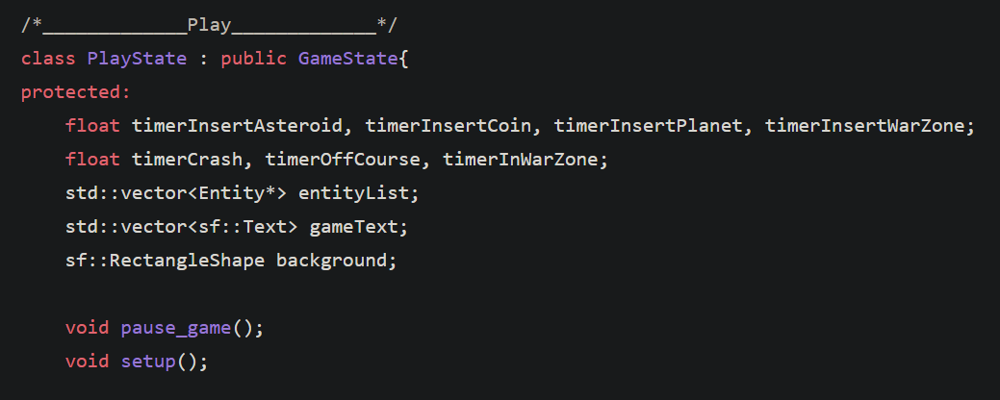 /*_____________Play_____________*/
class PlayState : public GameState{
protected:
    float timerInsertAsteroid, timerInsertCoin, timerInsertPlanet, timerInsertWarZone;
    float timerCrash, timerOffCourse, timerInWarZone;
    std::vector<Entity*> entityList;
    std::vector<sf::Text> gameText;
    sf::RectangleShape background;

    void pause_game();
    void setup();